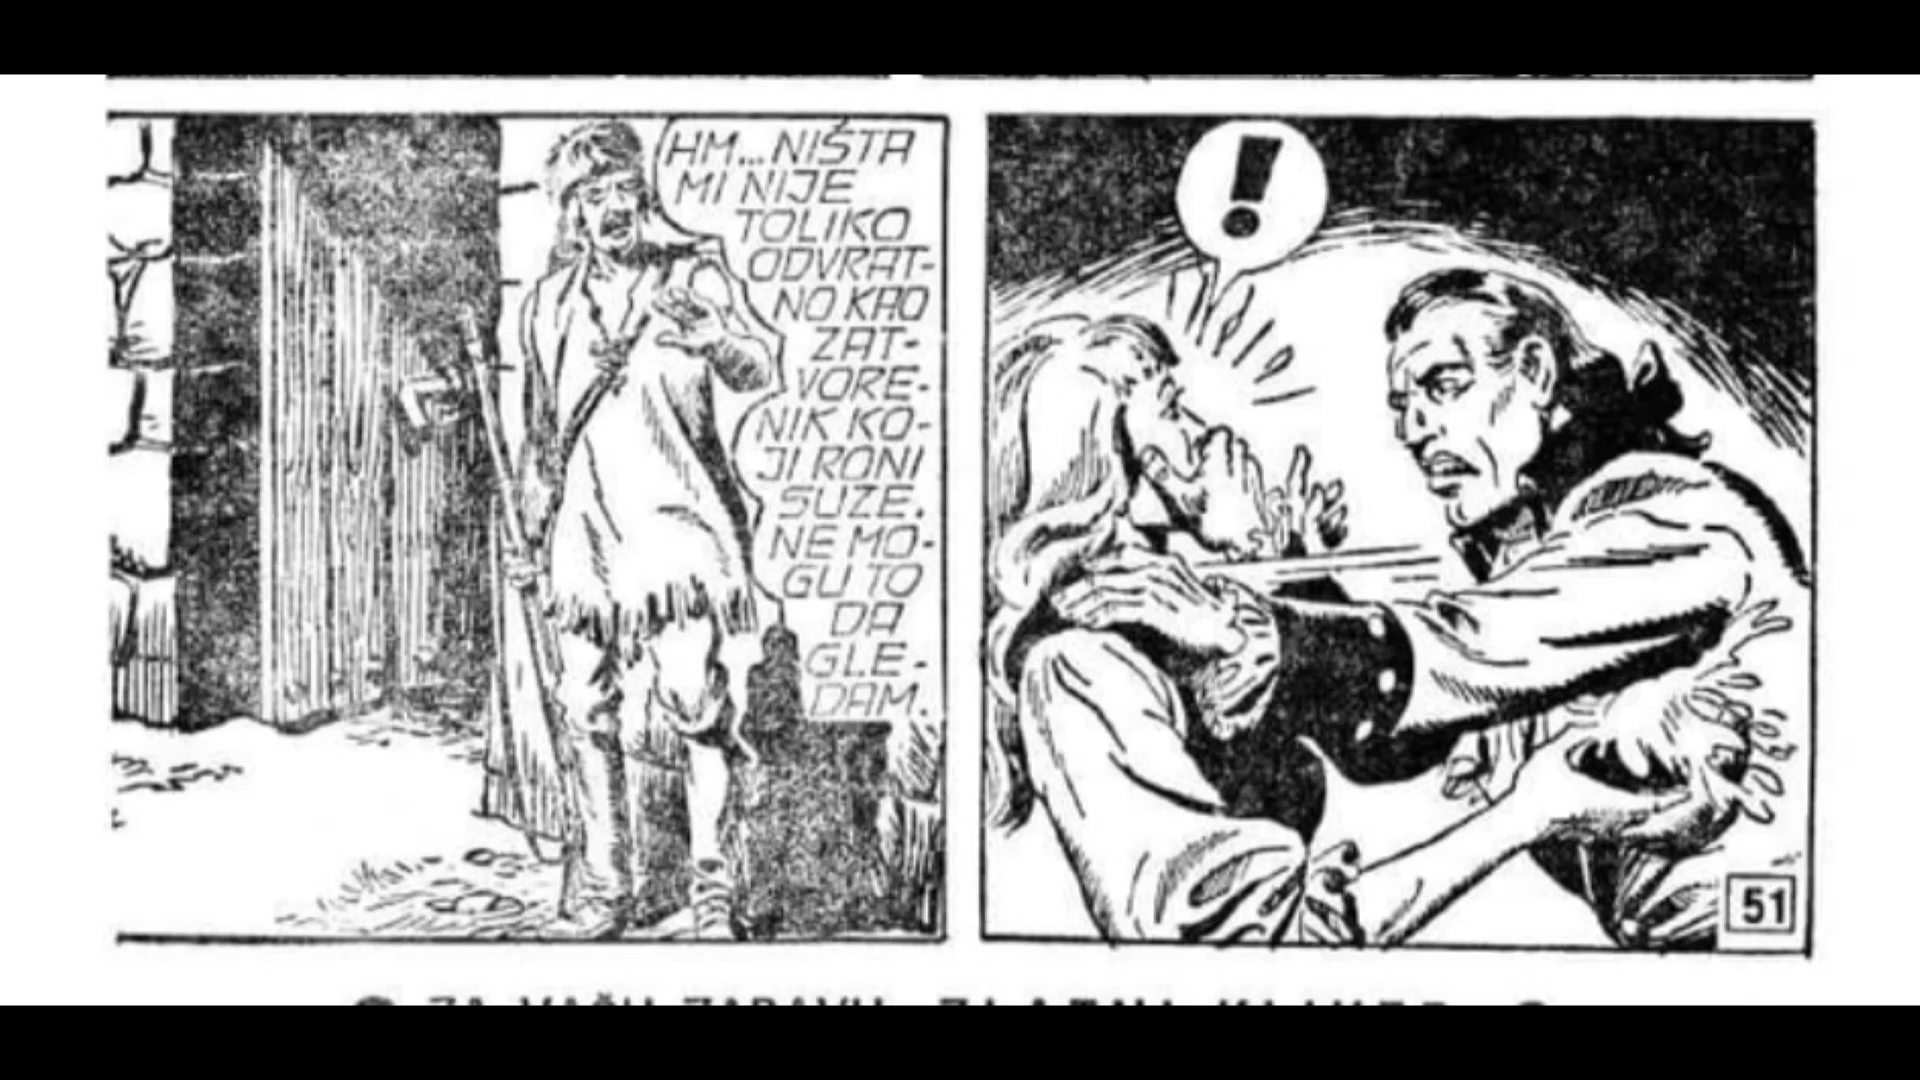 HM...NIŠTA
MI NIJE
TOLIKO
ODVRAT-
NO KAO
ZAT-
VORE-
NIK KO-
JI RONI
SUZE.
NE MO-
GU TO
DA
GLE-
DAM.
!
51